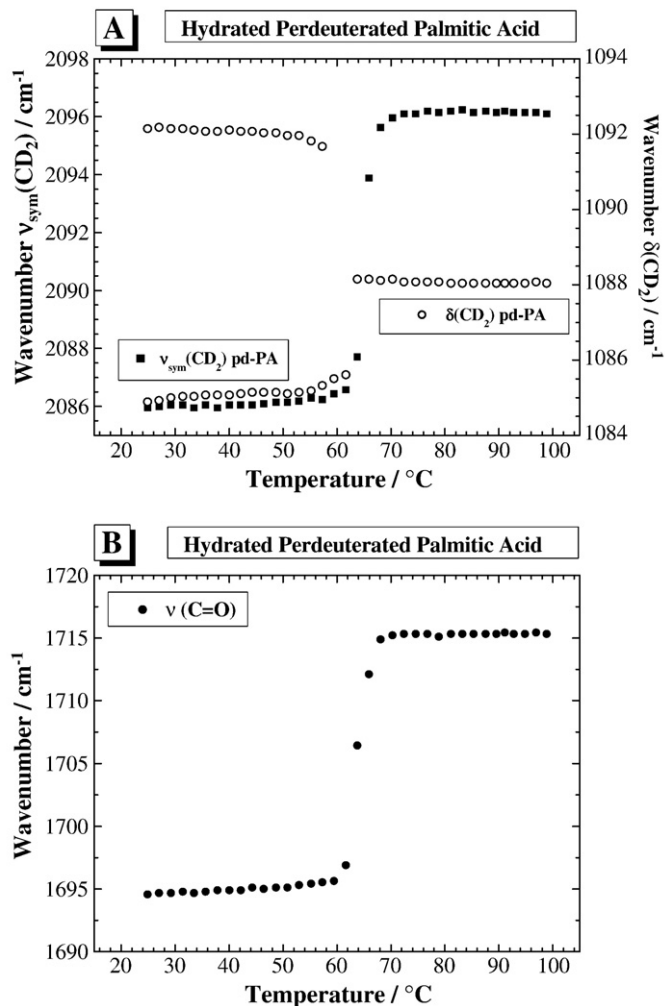 A
Hydrated Perdeuterated Palmitic Acid
Wavenumber ν_sym(CD₂) / cm⁻¹
2098
2096
2094
2092
2090
2088
2086
1094
1092
1090
1088
1086
1084
Wavenumber δ(CD₂) / cm⁻¹
δ(CD₂) pd-PA
ν_sym(CD₂) pd-PA
20 30 40 50 60 70 80 90 100
Temperature / °C
B
Hydrated Perdeuterated Palmitic Acid
ν (C=O)
Wavenumber / cm⁻¹
1720
1715
1710
1705
1700
1695
1690
20 30 40 50 60 70 80 90 100
Temperature / °C